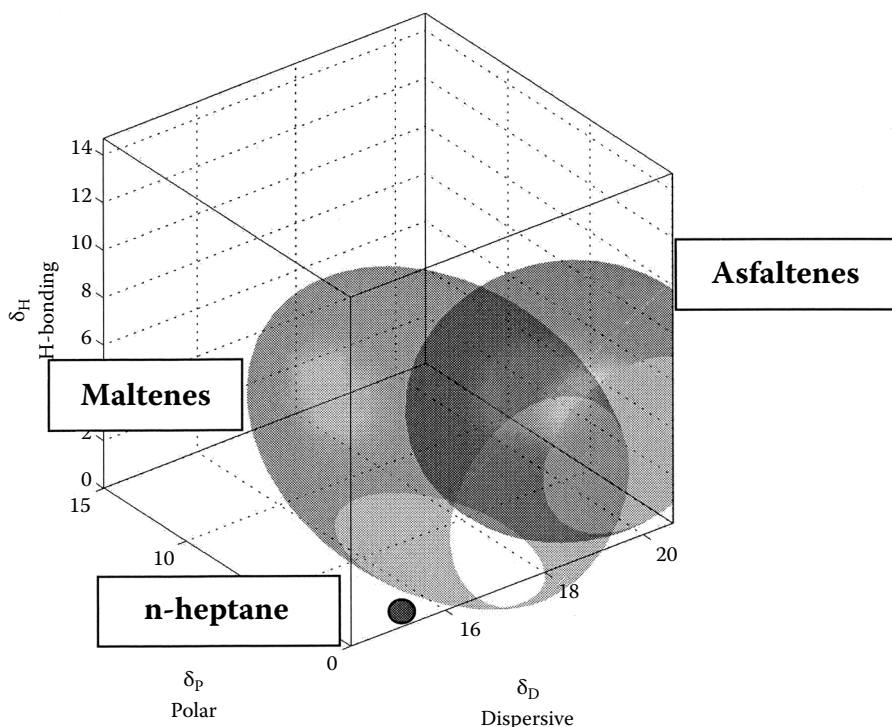 14
12
10
8
6
2
0
δH
H-bonding
Asfaltenes
Maltenes
15
10
n-heptane
0
16
18
20
δP
Polar
δD
Dispersive